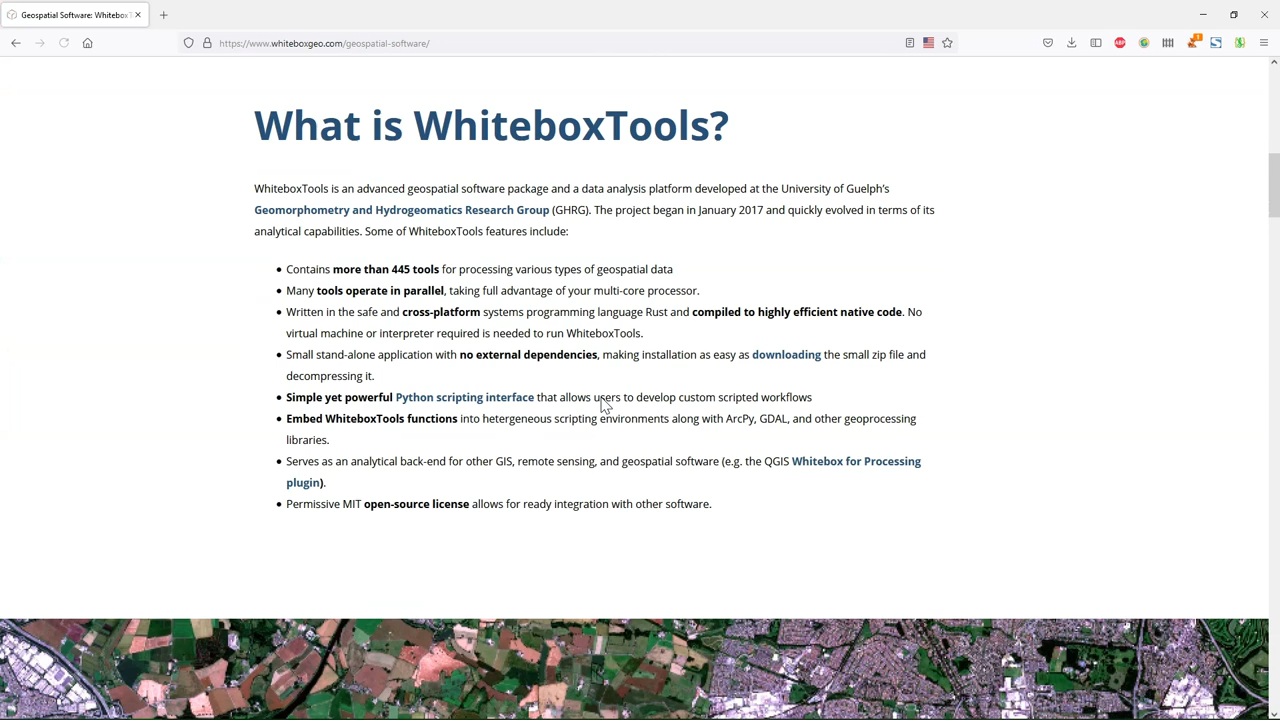 Geospatial Software: Whitebox T
https://www.whiteboxgeo.com/geospatial-software/
ABP
1
What is WhiteboxTools?
WhiteboxTools is an advanced geospatial software package and a data analysis platform developed at the University of Guelph's
Geomorphometry and Hydrogeomatics Research Group (GHRG). The project began in January 2017 and quickly evolved in terms of its
analytical capabilities. Some of WhiteboxTools features include:
• Contains more than 445 tools for processing various types of geospatial data
• Many tools operate in parallel, taking full advantage of your multi-core processor.
• Written in the safe and cross-platform systems programming language Rust and compiled to highly efficient native code. No
virtual machine or interpreter required is needed to run WhiteboxTools.
• Small stand-alone application with no external dependencies, making installation as easy as downloading the small zip file and
decompressing it.
• Simple yet powerful Python scripting interface that allows users to develop custom scripted workflows
• Embed WhiteboxTools functions into hetergeneous scripting environments along with ArcPy, GDAL, and other geoprocessing
libraries.
• Serves as an analytical back-end for other GIS, remote sensing, and geospatial software (e.g. the QGIS Whitebox for Processing
plugin).
• Permissive MIT open-source license allows for ready integration with other software.